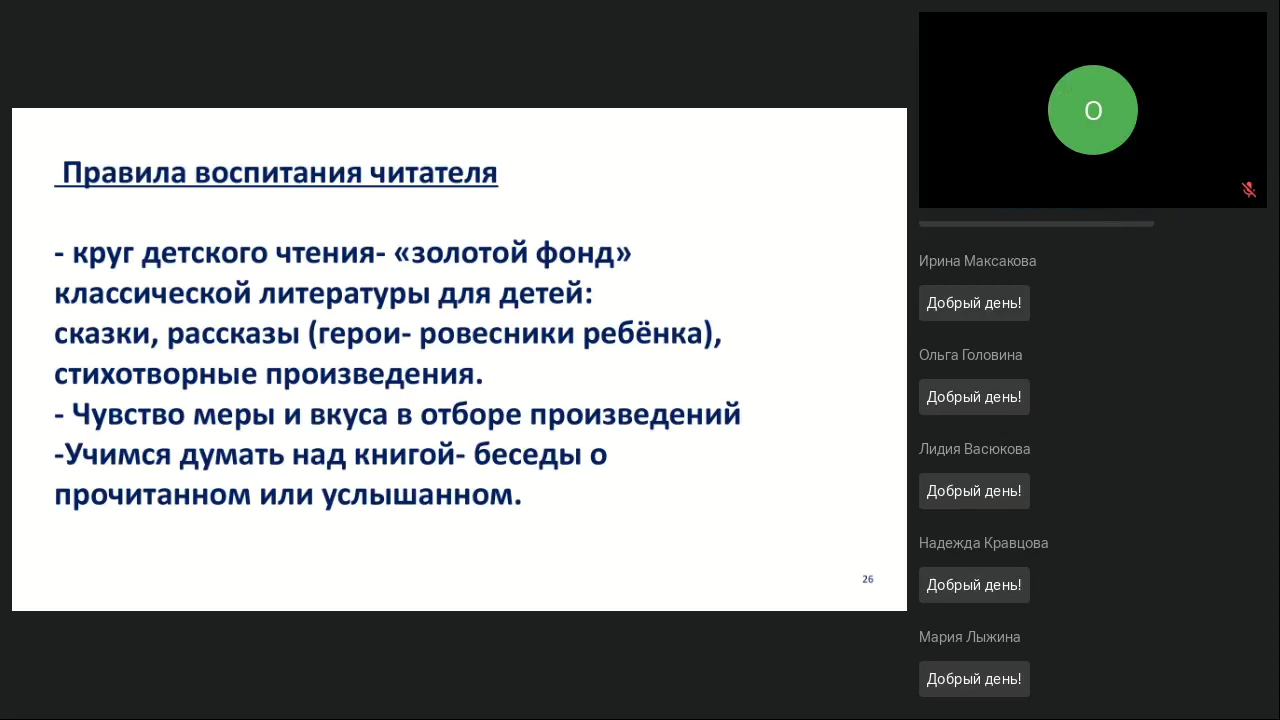 Правила воспитания читателя
- круг детского чтения- «золотой фонд»
классической литературы для детей:
сказки, рассказы (герои- ровесники ребёнка),
стихотворные произведения.
- Чувство меры и вкуса в отборе произведений
-Учимся думать над книгой- беседы о
прочитанном или услышанном.
26
О
Ирина Максакова
Добрый день!
Ольга Головина
Добрый день!
Лидия Васюкова
Добрый день!
Надежда Кравцова
Добрый день!
Мария Лыжина
Добрый день!